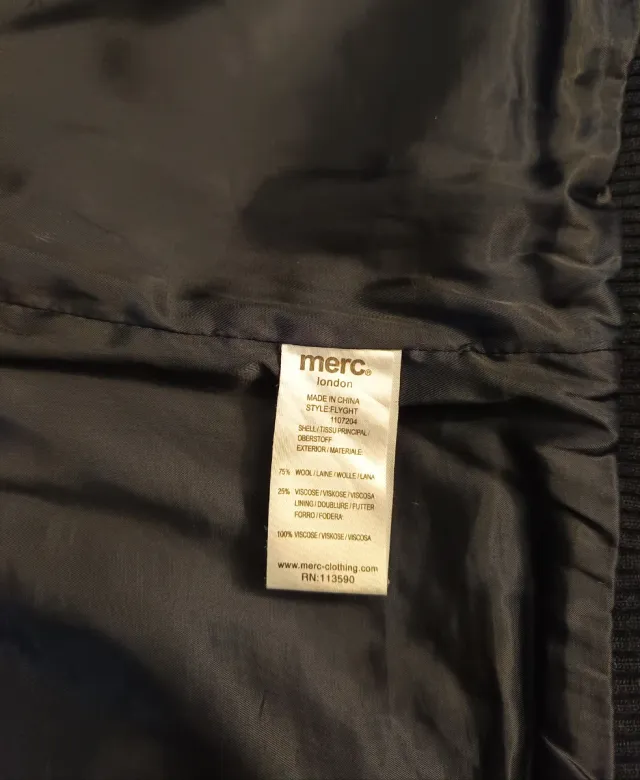 merc®
london
MADE IN CHINA
STYLE:FLYGHT
1107204
SHELL/TISSU PRINCIPAL/
OBERSTOFF
EXTERIOR/MATERIALE:
75% WOOL/LAINE/WOLLE/LANA
25% VISCOSE/VISKOSE/VISCOSA
LINING/DOUBLURE/FUTTER
FORRO/FODERA:
100% VISCOSE/VISKOSE/VISCOSA
www.merc-clothing.com
RN:113590